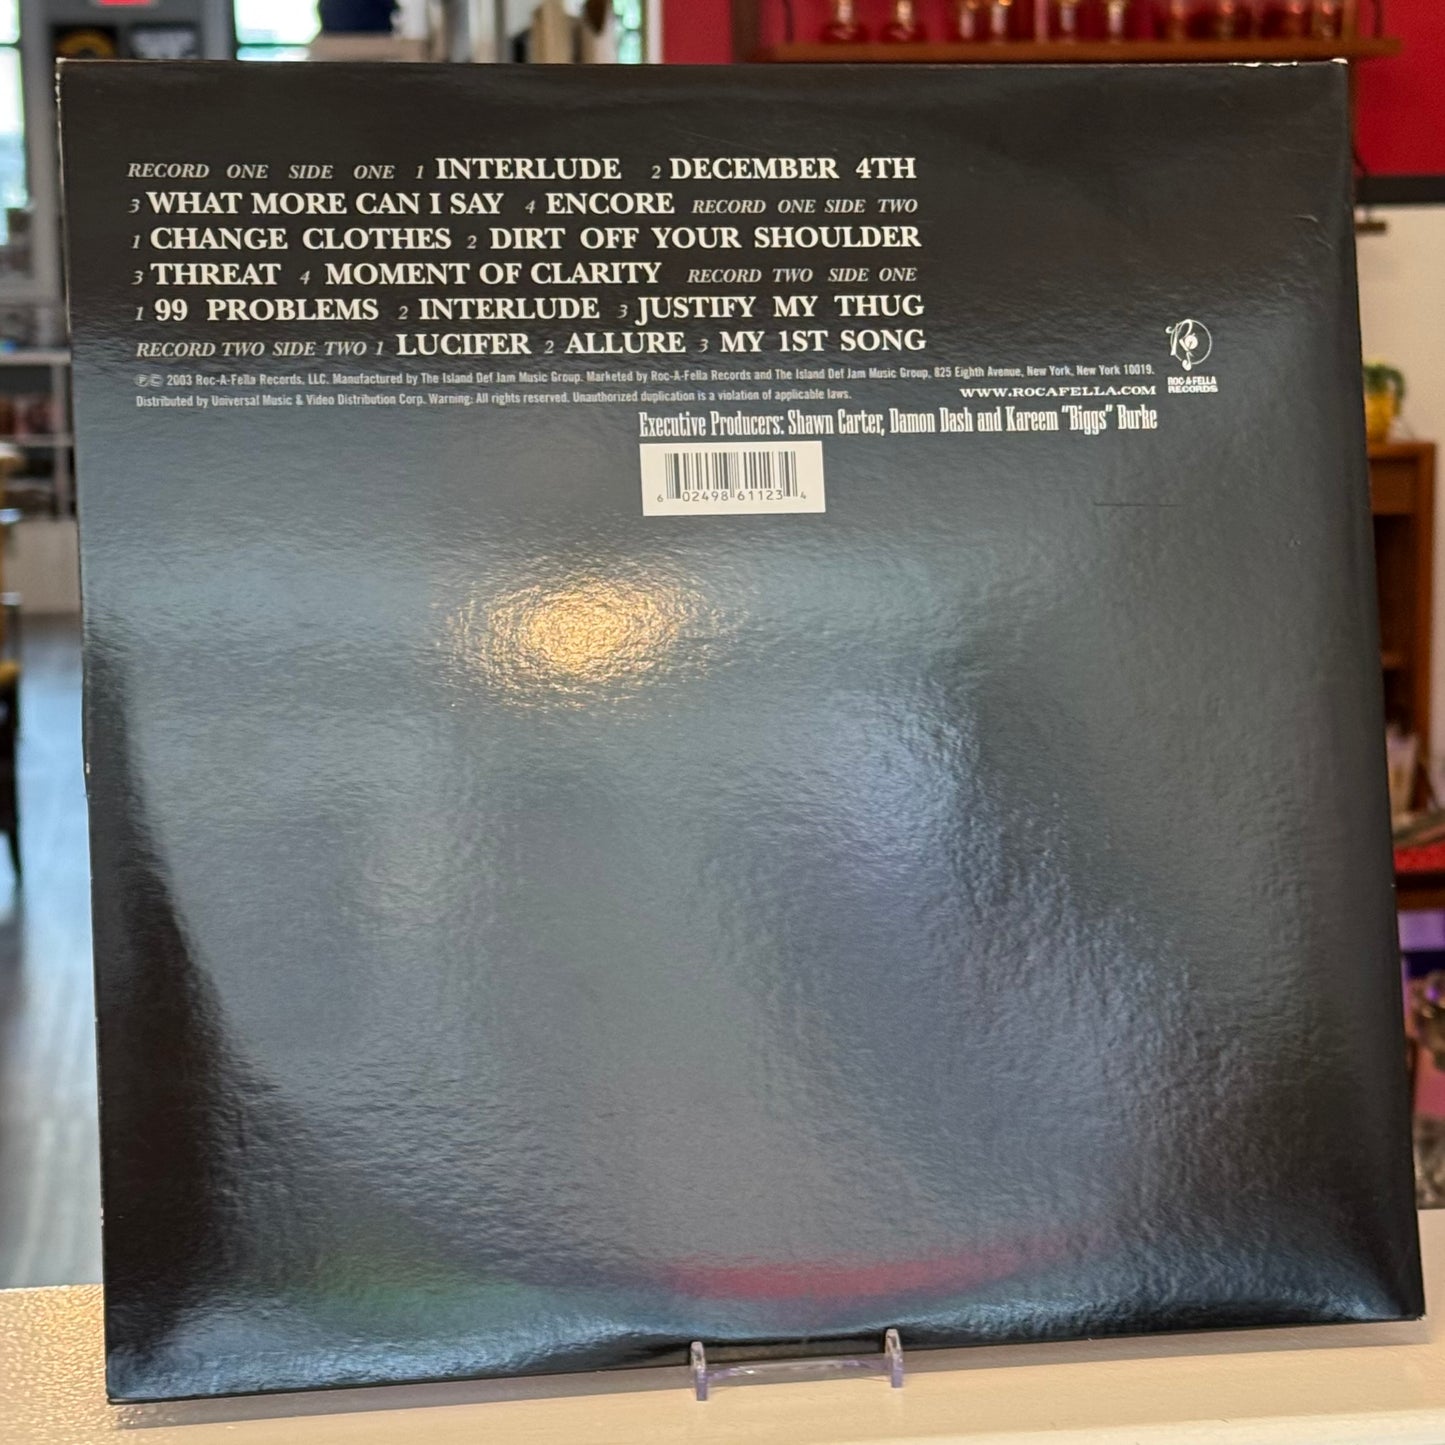 RECORD ONE SIDE ONE 1 INTERLUDE 2 DECEMBER 4TH
3 WHAT MORE CAN I SAY 4 ENCORE RECORD ONE SIDE TWO
1 CHANGE CLOTHES 2 DIRT OFF YOUR SHOULDER
3 THREAT 4 MOMENT OF CLARITY RECORD TWO SIDE ONE
1 99 PROBLEMS 2 INTERLUDE 3 JUSTIFY MY THUG
RECORD TWO SIDE TWO 1 LUCIFER 2 ALLURE 3 MY 1ST SONG
℗© 2003 Roc-A-Fella Records, LLC. Manufactured by The Island Def Jam Music Group. Marketed by Roc-A-Fella Records and The Island Def Jam Music Group, 825 Eighth Avenue, New York, New York 10019.
Distributed by Universal Music & Video Distribution Corp. Warning: All rights reserved. Unauthorized duplication is a violation of applicable laws.
WWW.ROCAFELLA.COM
ROC-A-FELLA
RECORDS
Executive Producers: Shawn Carter, Damon Dash and Kareem "Biggs" Burke
6 02498 61123 4